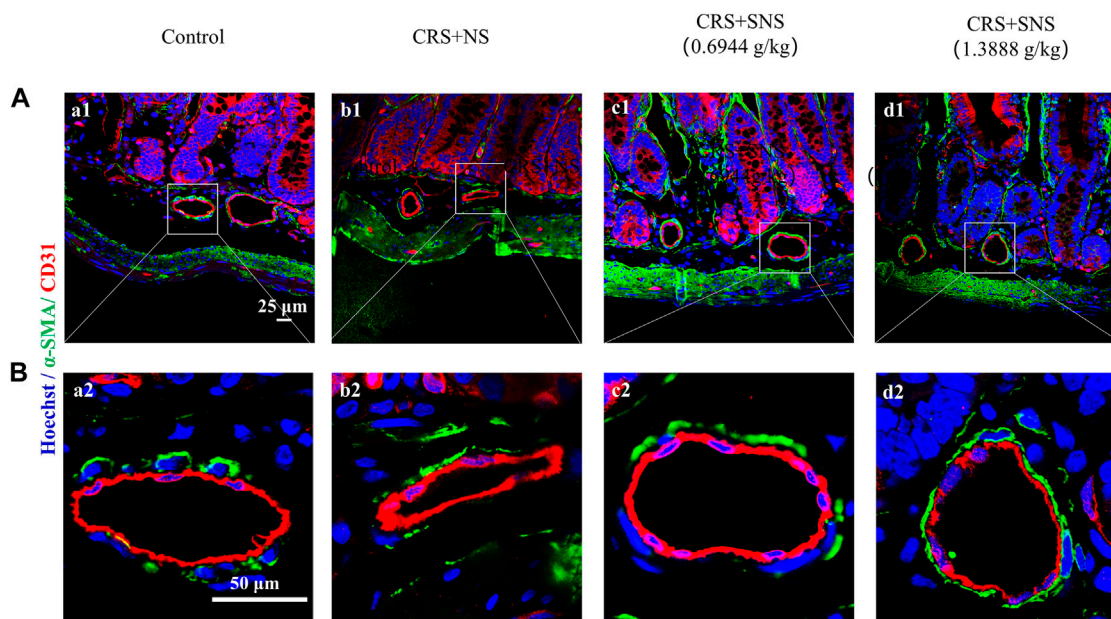 Control
CRS+NS
CRS+SNS
(0.6944 g/kg)
CRS+SNS
(1.3888 g/kg)
A
a1
b1
c1
d1
(
25 μm
Hoechst / α-SMA/ CD31
B
a2
b2
c2
d2
50 μm